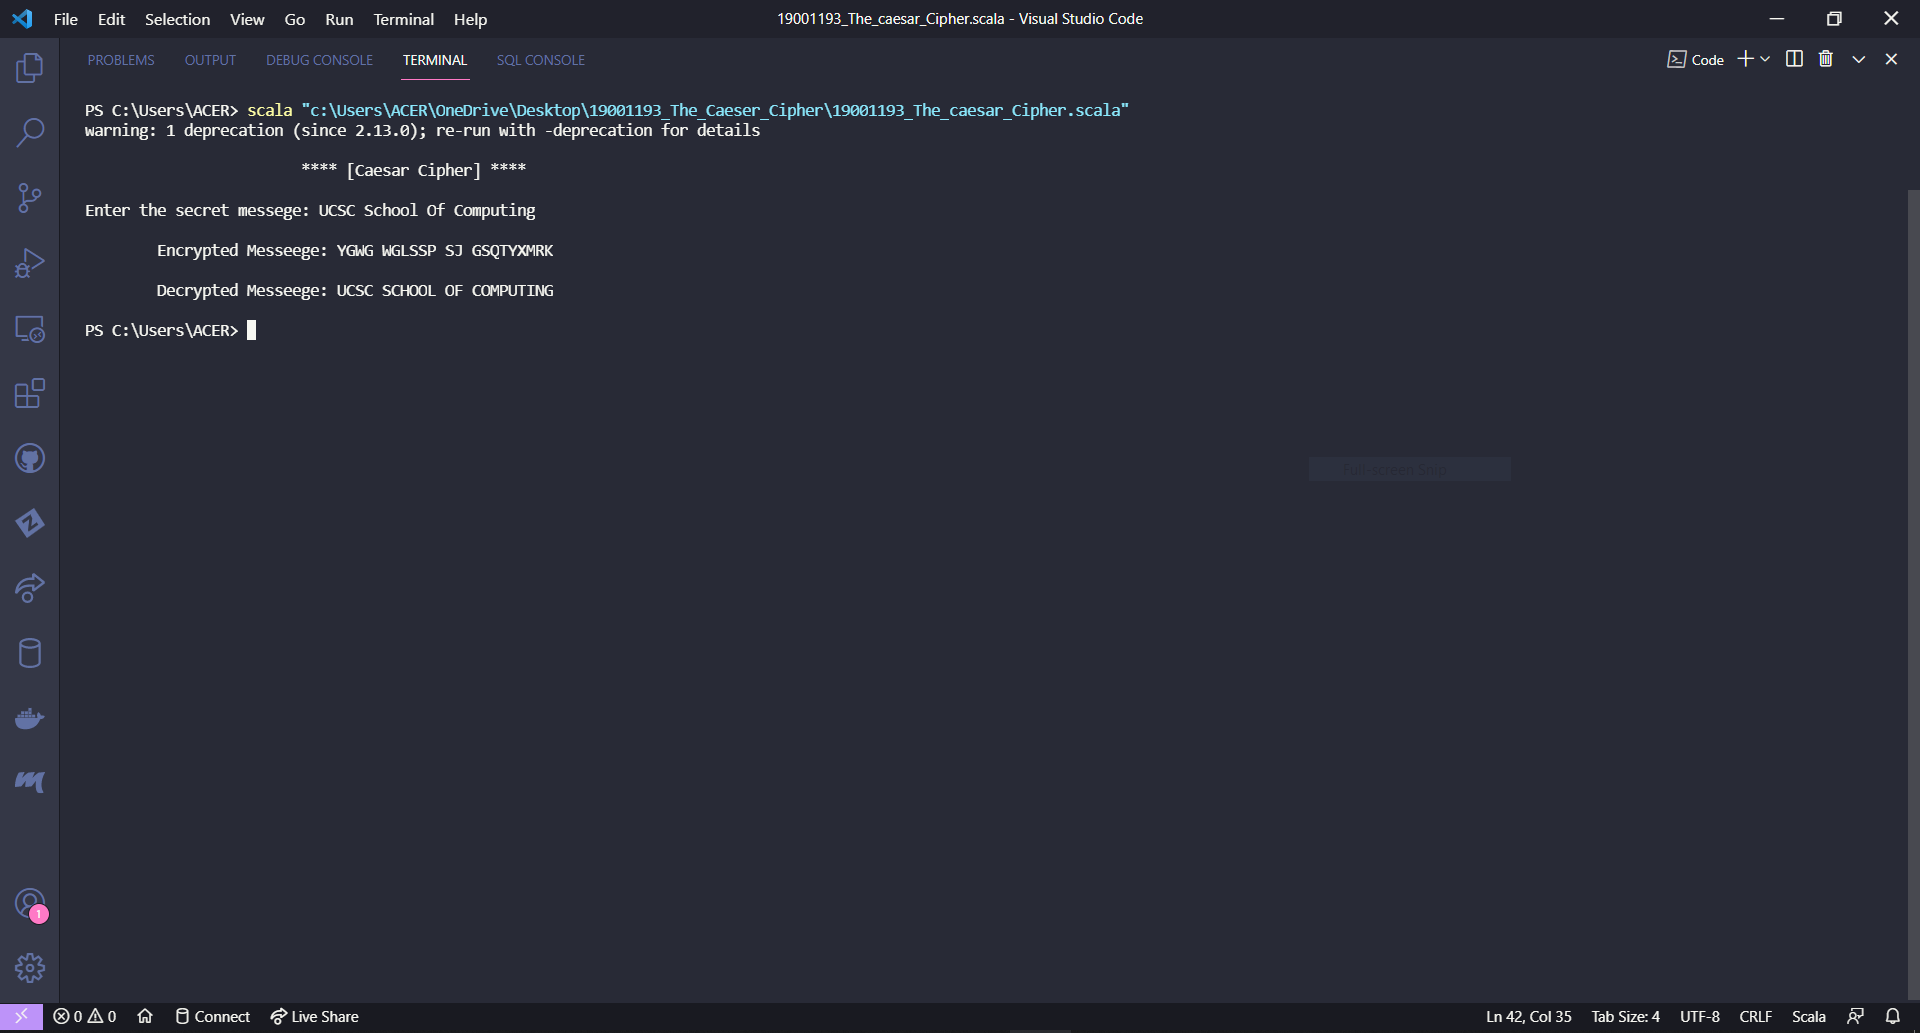 File Edit Selection View Go Run Terminal Help 19001193_The_caesar_Cipher.scala - Visual Studio Code
PROBLEMS OUTPUT DEBUG CONSOLE TERMINAL SQL CONSOLE Code
PS C:\Users\ACER> scala "c:\Users\ACER\OneDrive\Desktop\19001193_The_Caeser_Cipher\19001193_The_caesar_Cipher.scala"
warning: 1 deprecation (since 2.13.0); re-run with -deprecation for details
**** [Caesar Cipher] ****
Enter the secret messege: UCSC School Of Computing
Encrypted Messeege: YGWG WGLSSP SJ GSQTYXMRK
Decrypted Messeege: UCSC SCHOOL OF COMPUTING
PS C:\Users\ACER>
Full-screen Snip
1
0 0 Connect Live Share Ln 42, Col 35 Tab Size: 4 UTF-8 CRLF Scala